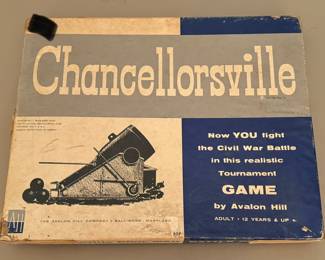 Chancellorsville
Now YOU fight
the Civil War Battle
in this realistic
Tournament
GAME
by Avalon Hill
ADULT • 12 YEARS & UP
THE AVALON HILL COMPANY • BALTIMORE, MARYLAND